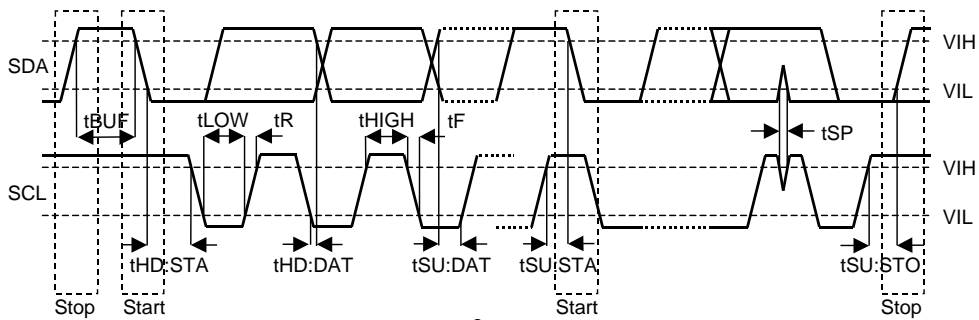 VIH
SDA
VIL
tBUF tLOW tR tHIGH tF tSP
VIH
SCL
VIL
tHD:STA tHD:DAT tSU:DAT tSU:STA tSU:STO
Stop Start Start Stop